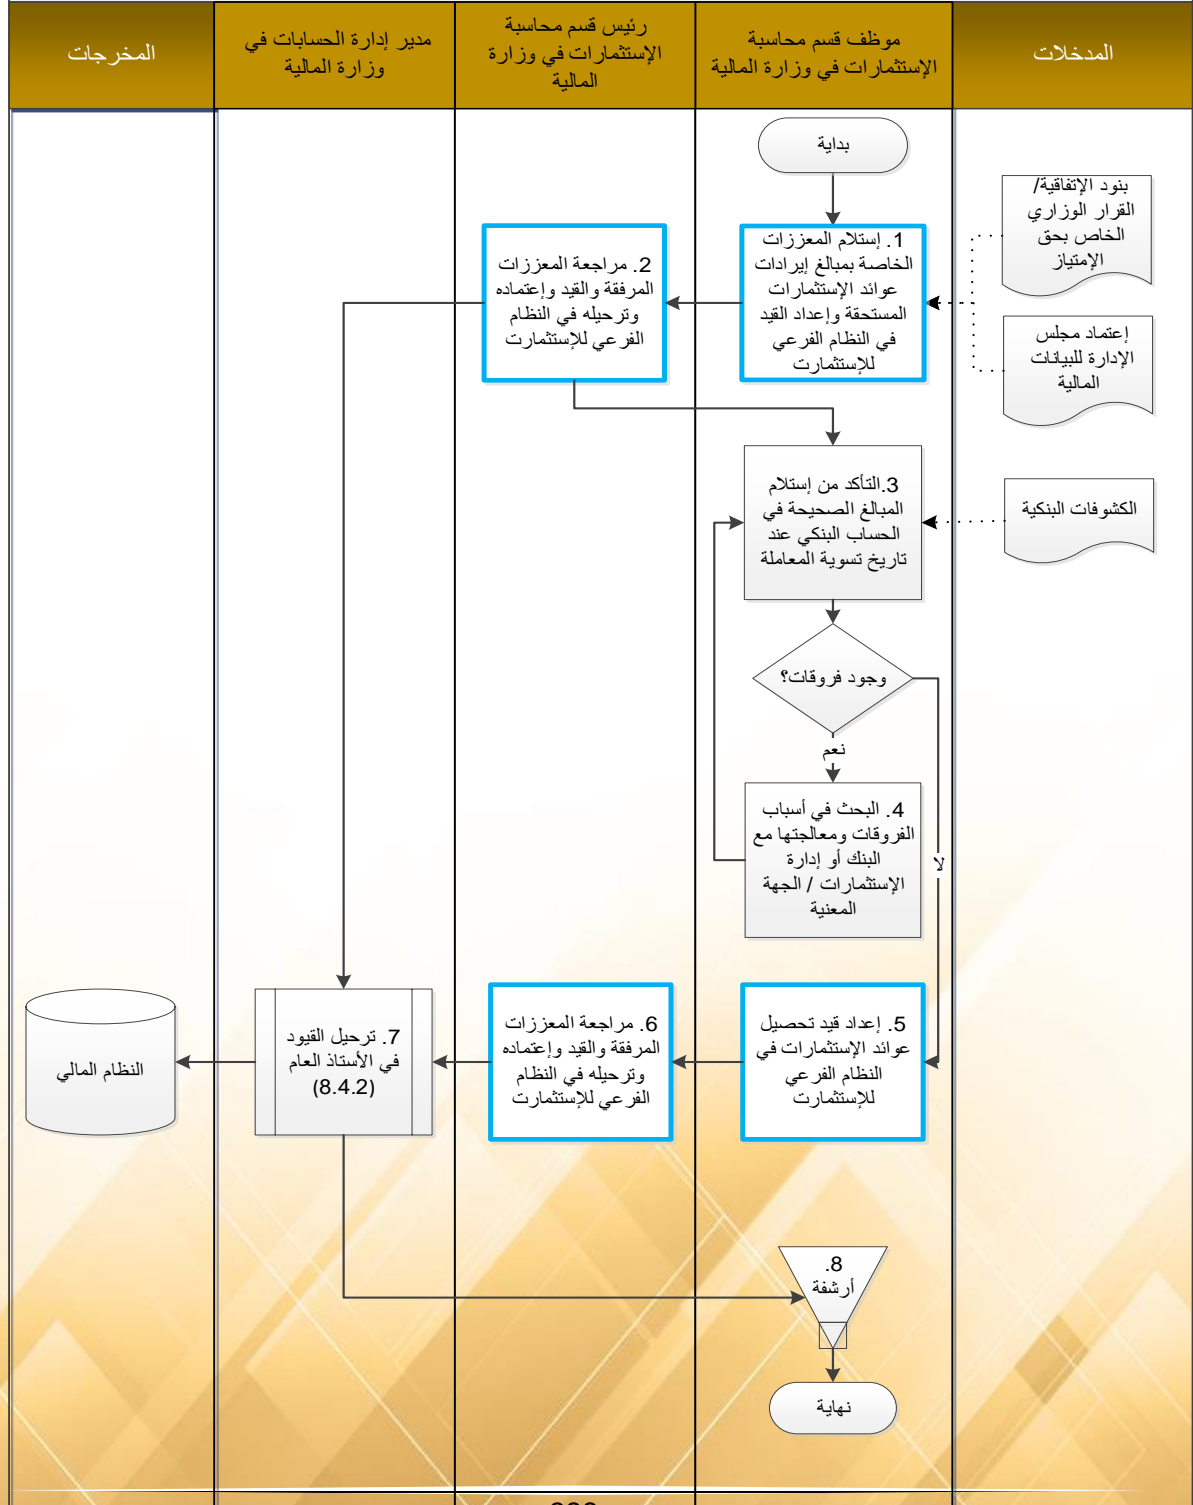 المدخلات
موظف قسم محاسبة
الإستثمارات في وزارة المالية
رئيس قسم محاسبة
الإستثمارات في وزارة
المالية
مدير إدارة الحسابات في
وزارة المالية
المخرجات
بداية
بنود الإتفاقية/
القرار الوزاري
الخاص بحق
الإمتياز
1. إستلام المعززات
الخاصة بمبالغ إيرادات
عوائد الإستثمارات
المستحقة وإعداد القيد
في النظام الفرعي
للإستثمارت
2. مراجعة المعززات
المرفقة والقيد وإعتماده
وترحيله في النظام
الفرعي للإستثمارت
إعتماد مجلس
الإدارة للبيانات
المالية
3.التأكد من إستلام
المبالغ الصحيحة في
الحساب البنكي عند
تاريخ تسوية المعاملة
الكشوفات البنكية
وجود فروقات؟
نعم
4. البحث في أسباب
الفروقات ومعالجتها مع
البنك أو إدارة
الإستثمارات / الجهة
المعنية
لا
5. إعداد قيد تحصيل
عوائد الإستثمارات في
النظام الفرعي
للإستثمارت
6. مراجعة المعززات
المرفقة والقيد وإعتماده
وترحيله في النظام
الفرعي للإستثمارت
7. ترحيل القيود
في الأستاذ العام
(8.4.2)
النظام المالي
8.
أرشفة
نهاية